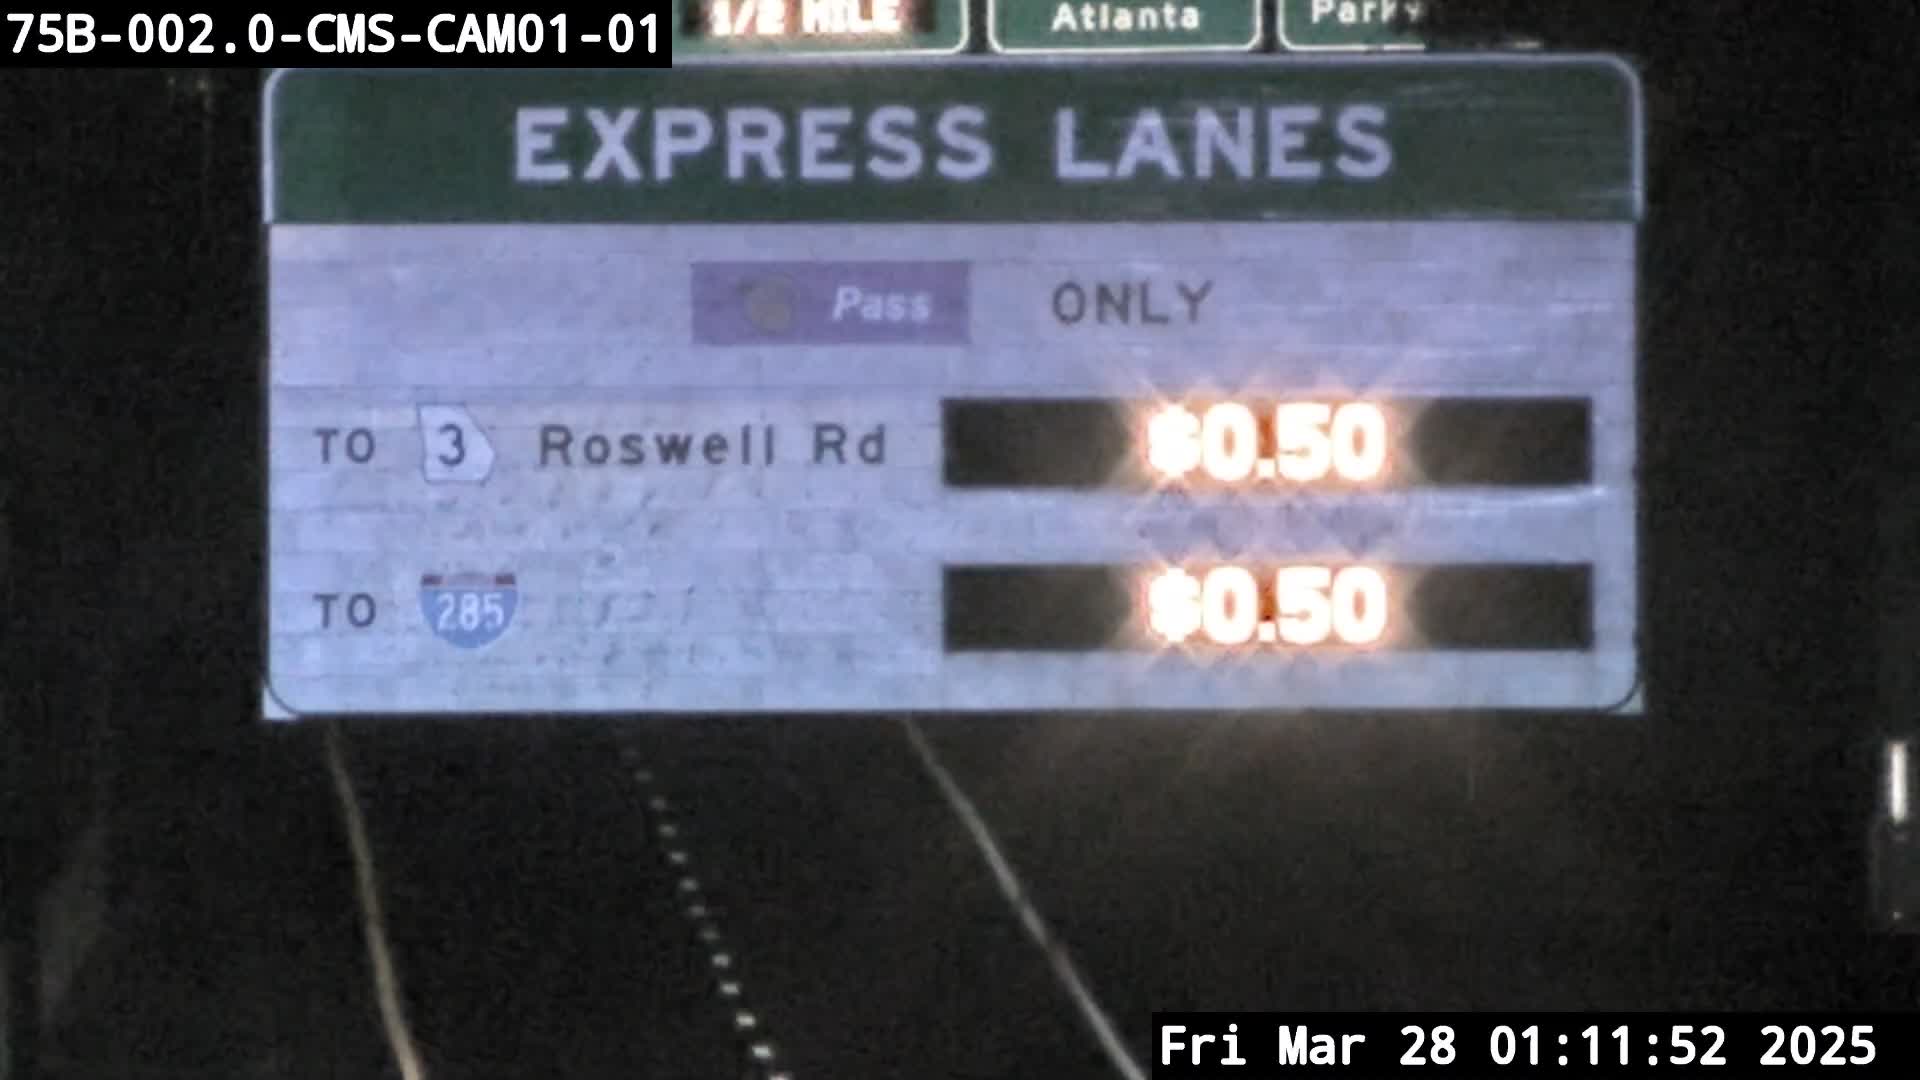 75B-002.0-CMS-CAM01-01
1/2 MILE
Atlanta
Pkwy
EXPRESS LANES
Pass ONLY
TO 3 Roswell Rd $0.50
TO 285 $0.50
Fri Mar 28 01:11:52 2025